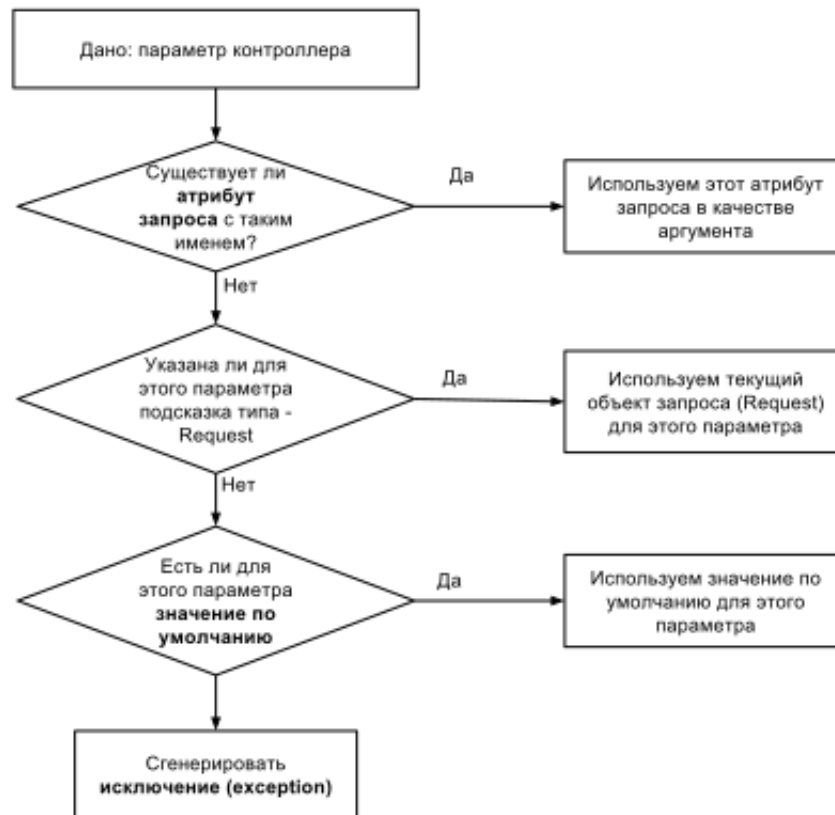 Дано: параметр контроллера
Существует ли
атрибут
запроса с таким
именем?
Да
Используем этот атрибут
запроса в качестве
аргумента
Нет
Указана ли для
этого параметра
подсказка типа -
Request
Да
Используем текущий
объект запроса (Request)
для этого параметра
Нет
Есть ли для
этого параметра
значение по
умолчанию
Да
Используем значение по
умолчанию для этого
параметра
Сгенерировать
исключение (exception)